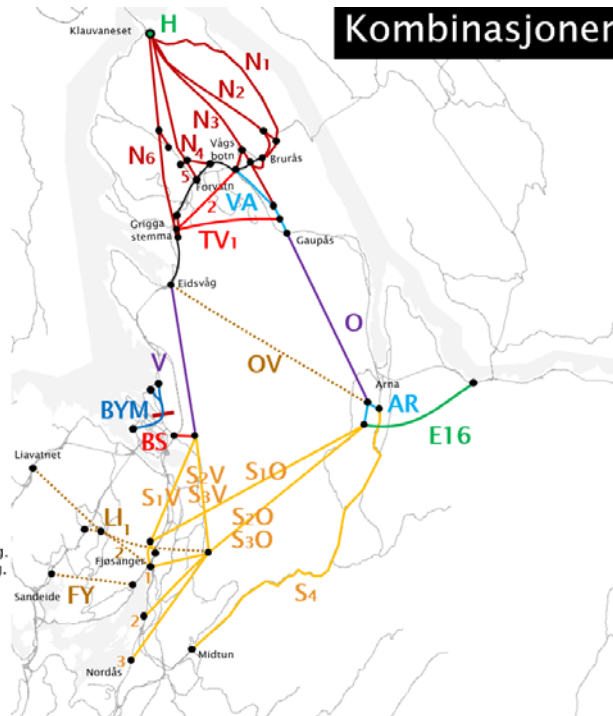 Kombinasjoner
Klauvaneset
H
N1
N2
N3
N4
5
N6
Vågs
botn
Brurås
Forvatn
2
VA
Grigga
stemma
TV1
Gaupås
Eidsvåg
O
OV
V
Arna
AR
BYM
E16
BS
Liavatnet
S1V
S2V
S3V
S1O
S2O
S3O
LI1
2
Fjøsanger
1
g.
g.
FY
Sandeide
S4
2
3
Nordås
Midtun